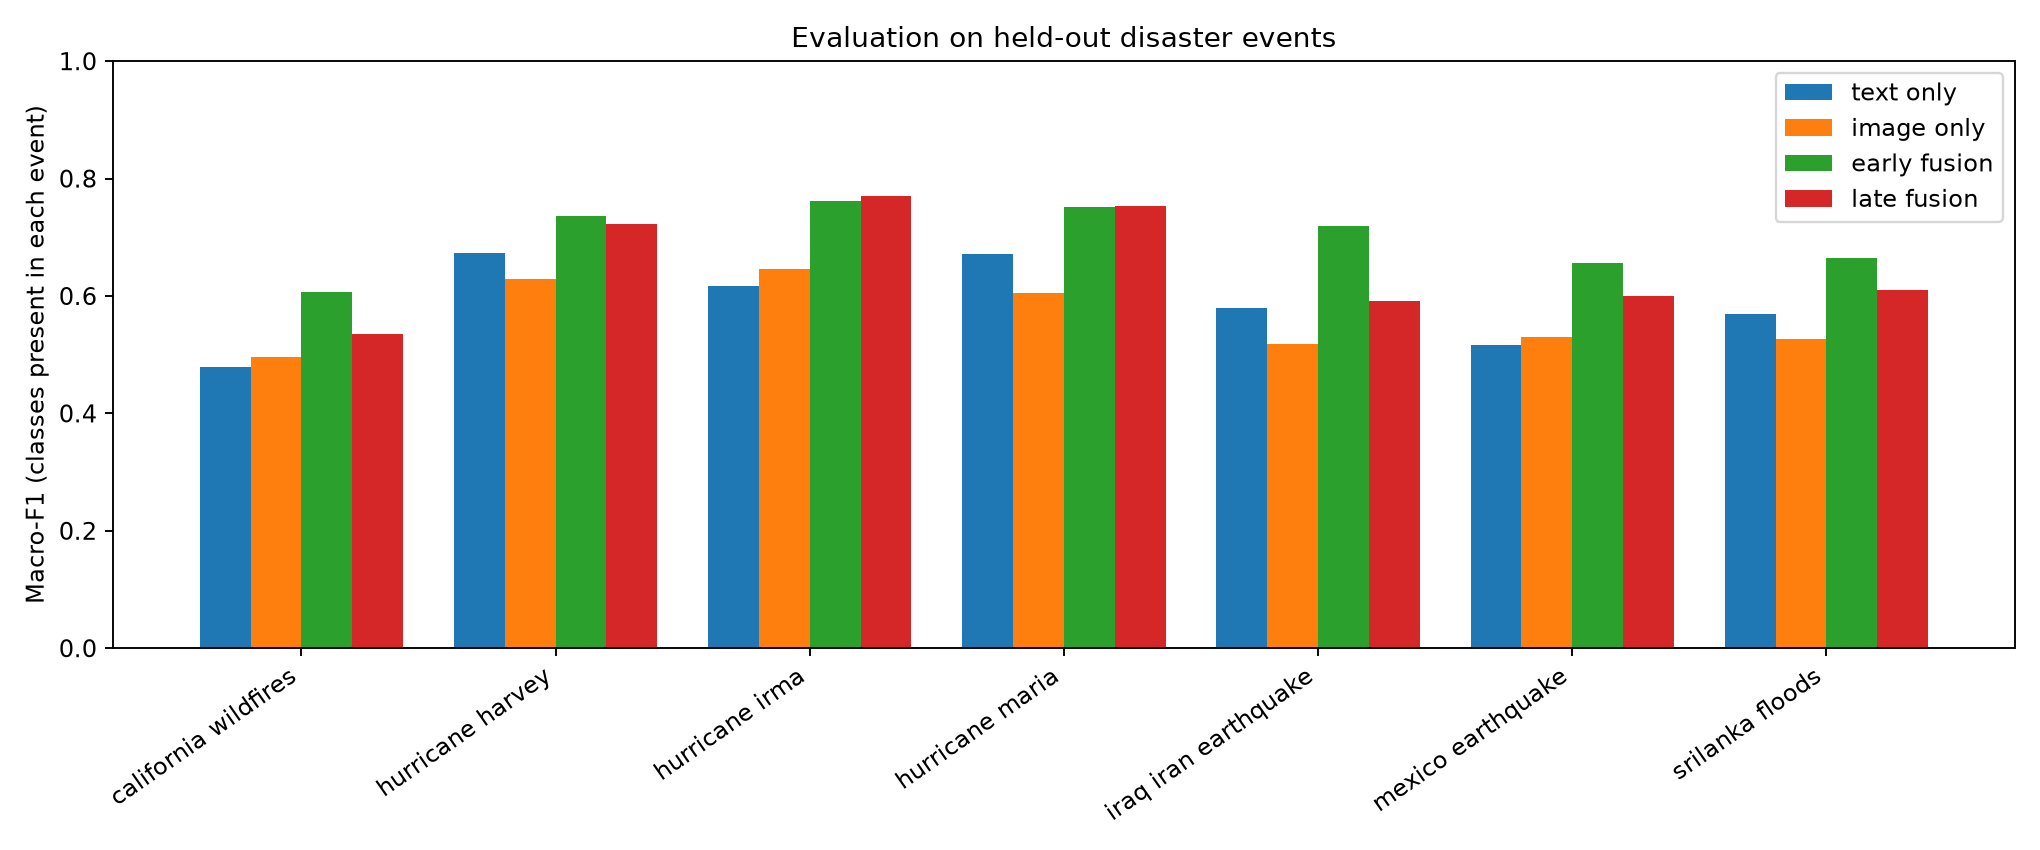 Evaluation on held-out disaster events
Macro-F1 (classes present in each event)
1.0
0.8
0.6
0.4
0.2
0.0
text only
image only
early fusion
late fusion
california wildfires
hurricane harvey
hurricane irma
hurricane maria
iraq iran earthquake
mexico earthquake
srilanka floods